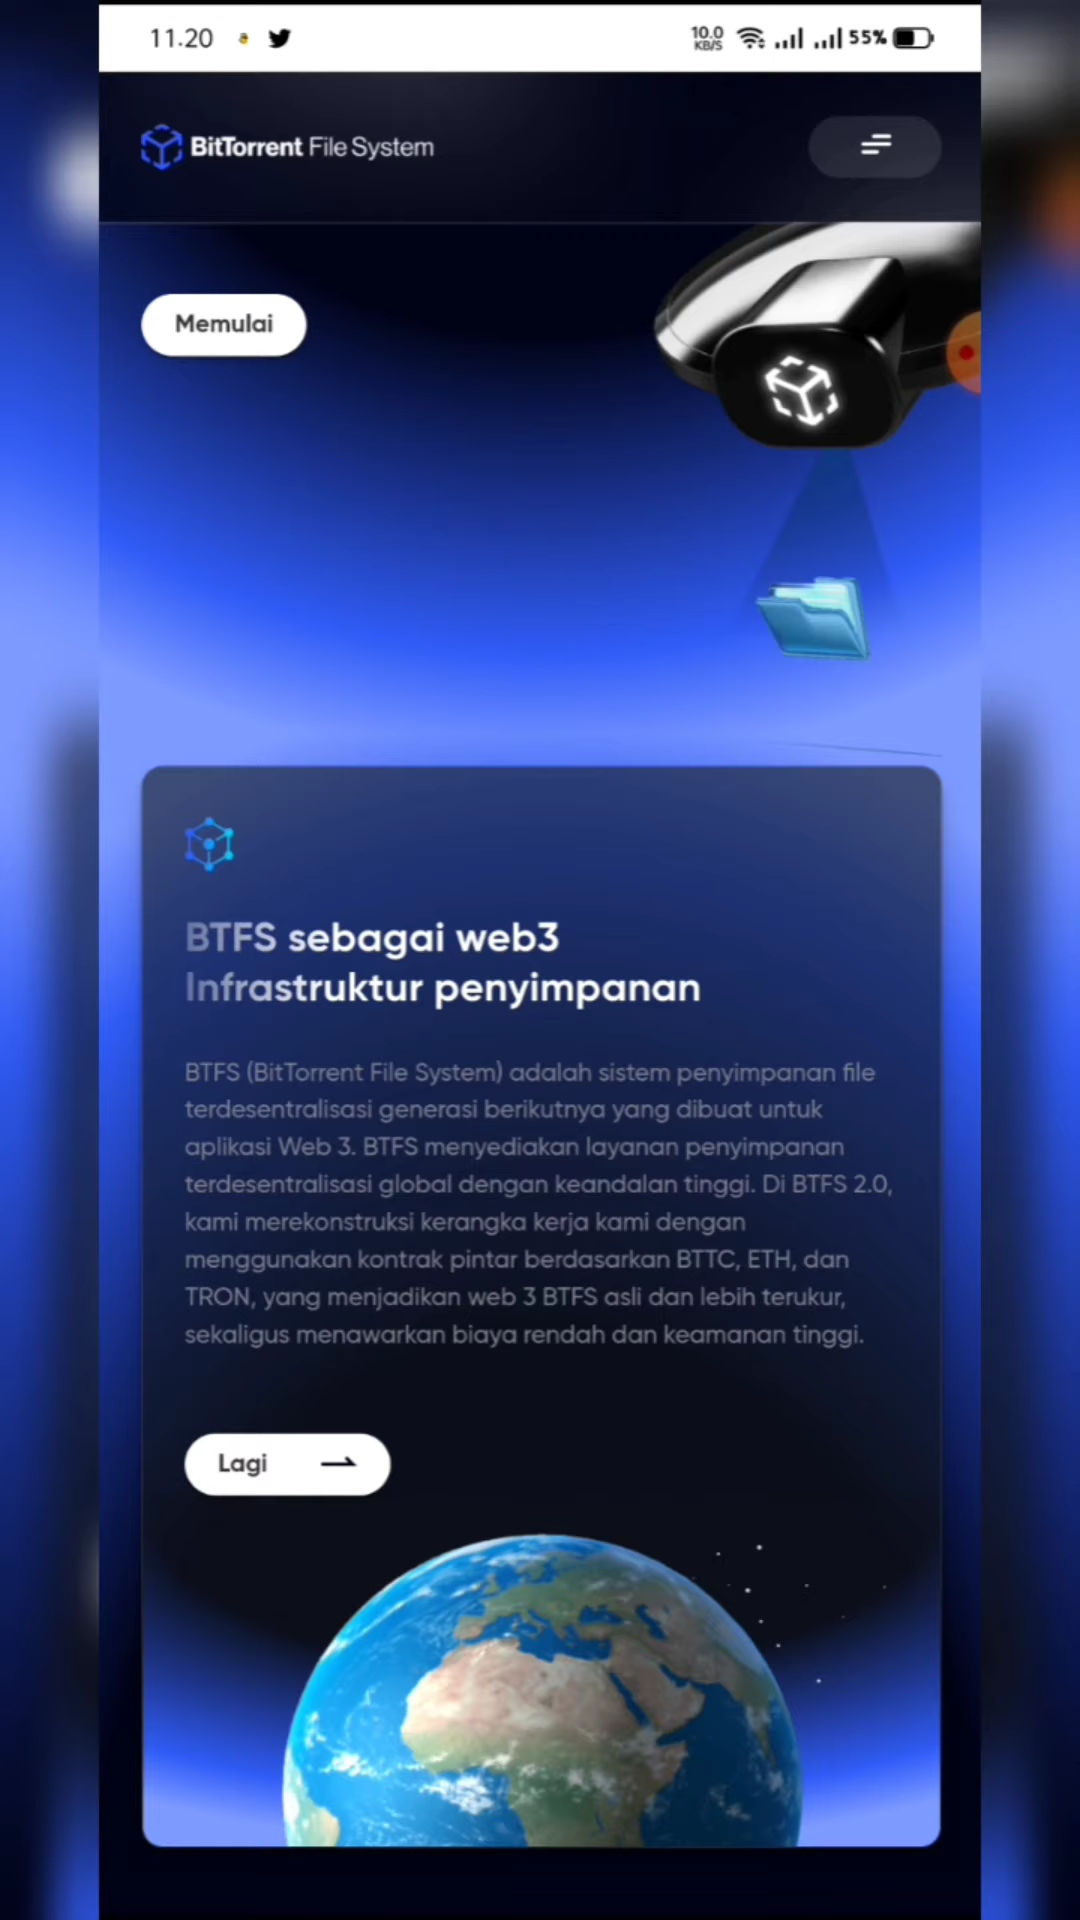 11.20
10.0
KB/S
55%
BitTorrent File System
Memulai
BTFS sebagai web3
Infrastruktur penyimpanan
BTFS (BitTorrent File System) adalah sistem penyimpanan file
terdesentralisasi generasi berikutnya yang dibuat untuk
aplikasi Web 3. BTFS menyediakan layanan penyimpanan
terdesentralisasi global dengan keandalan tinggi. Di BTFS 2.0,
kami merekonstruksi kerangka kerja kami dengan
menggunakan kontrak pintar berdasarkan BTTC, ETH, dan
TRON, yang menjadikan web 3 BTFS asli dan lebih terukur,
sekaligus menawarkan biaya rendah dan keamanan tinggi.
Lagi